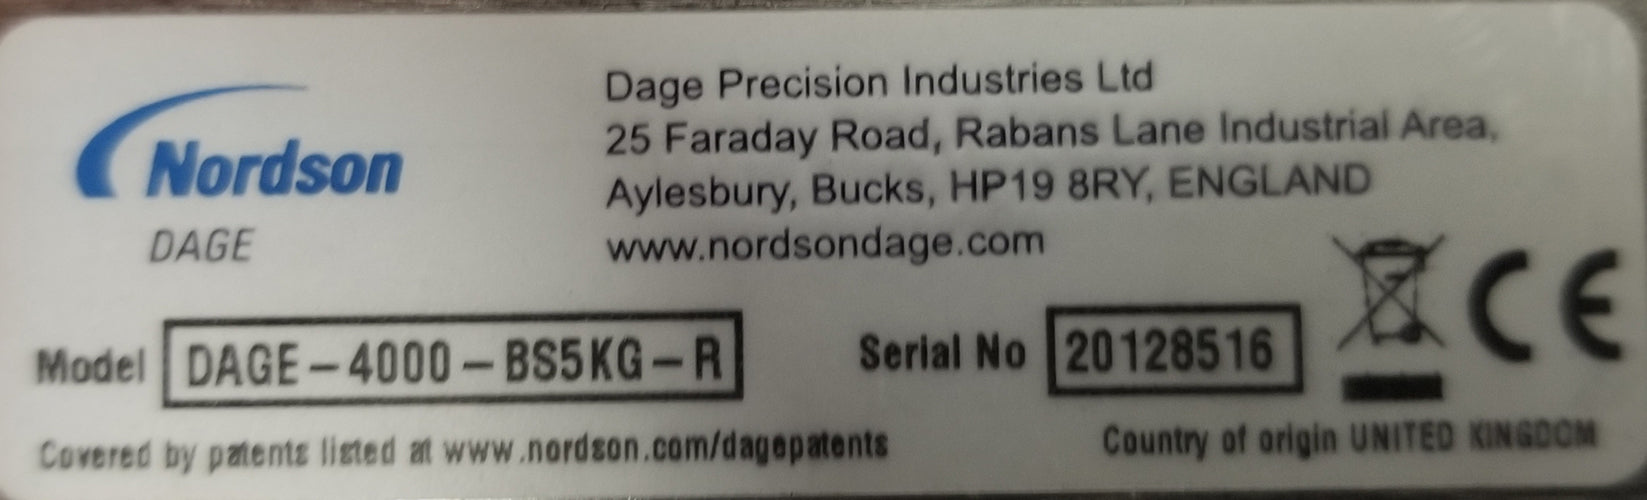 Nordson
DAGE
Dage Precision Industries Ltd
25 Faraday Road, Rabans Lane Industrial Area,
Aylesbury, Bucks, HP19 8RY, ENGLAND
www.nordsondage.com
Model DAGE-4000-BS5KG-R
Serial No 20128516
CE
Covered by patents listed at www.nordson.com/dagepatents
Country of origin UNITED KINGDOM